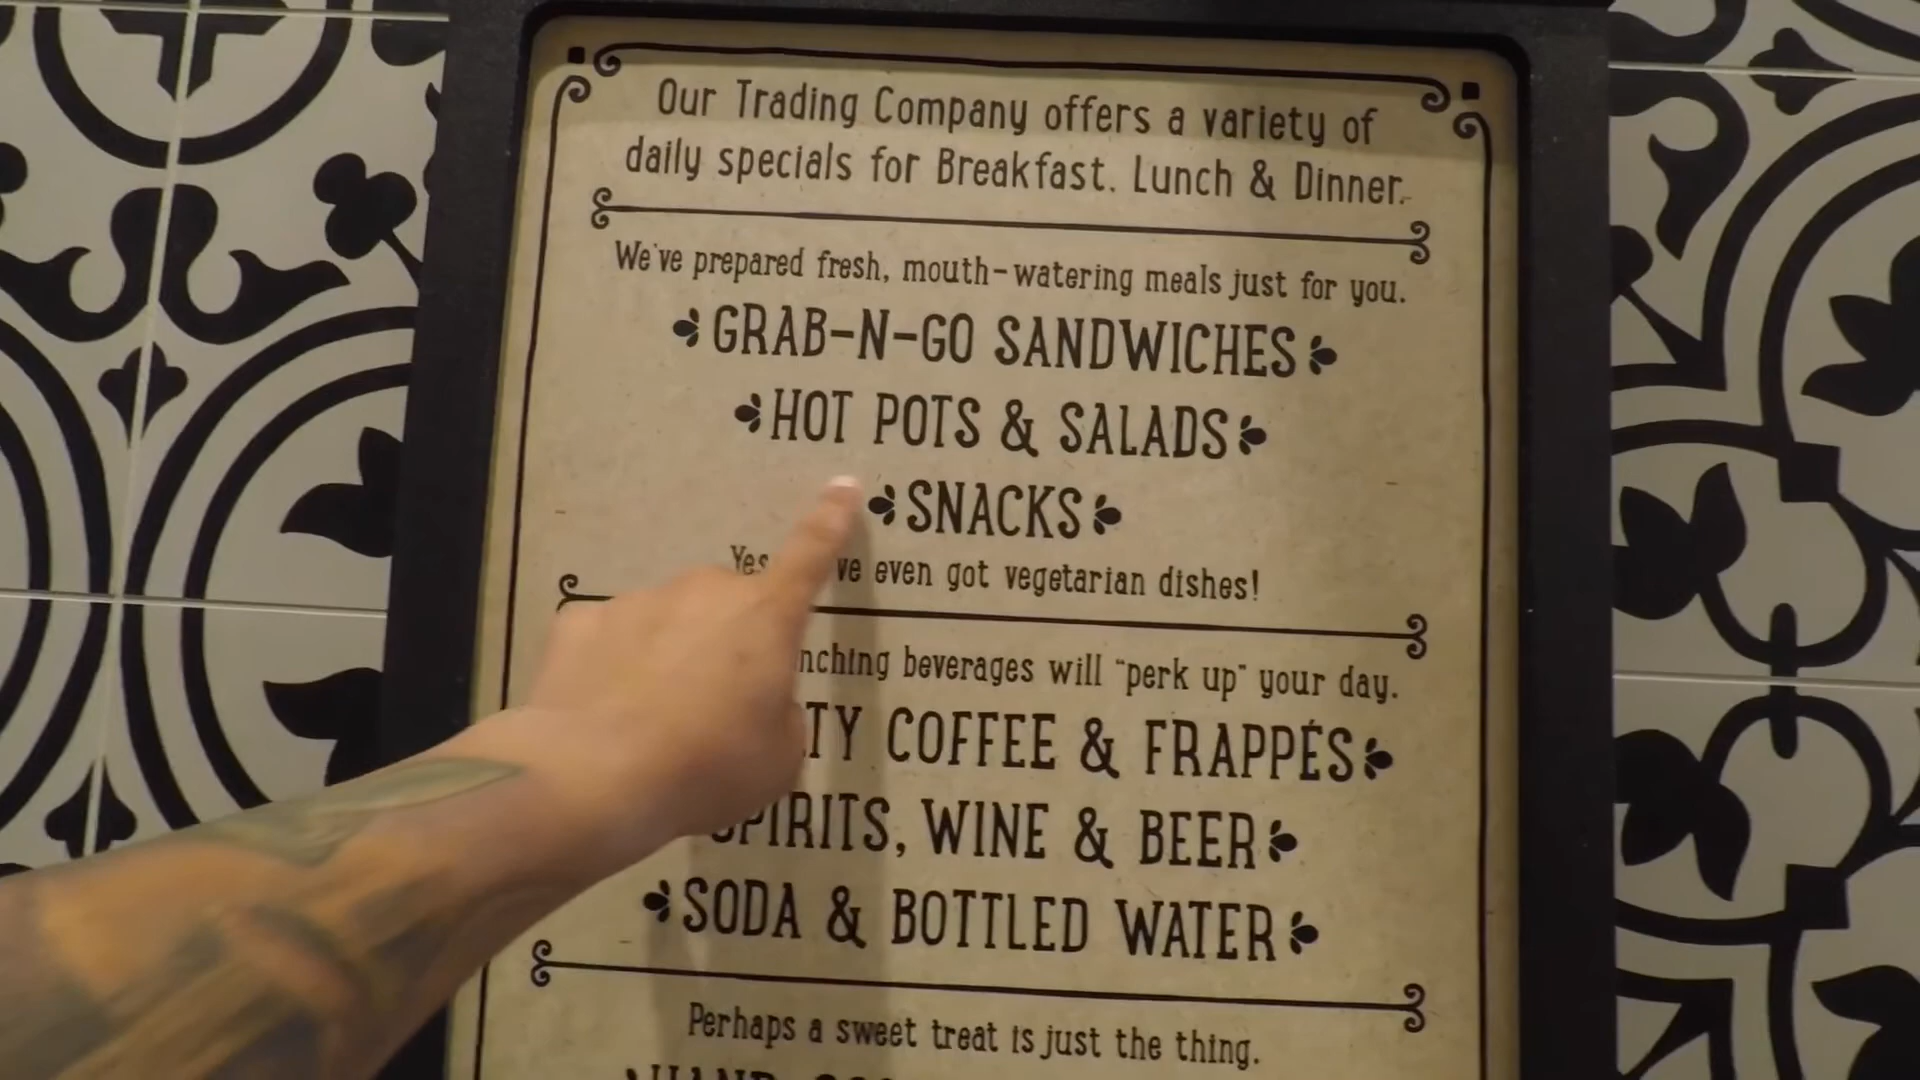 Our Trading Company offers a variety of
daily specials for Breakfast. Lunch & Dinner.
We've prepared fresh, mouth-watering meals just for you.
GRAB-N-GO SANDWICHES
HOT POTS & SALADS
SNACKS
Yes ve even got vegetarian dishes!
nching beverages will "perk up" your day.
TY COFFEE & FRAPPÉS
SPIRITS, WINE & BEER
SODA & BOTTLED WATER
Perhaps a sweet treat is just the thing.